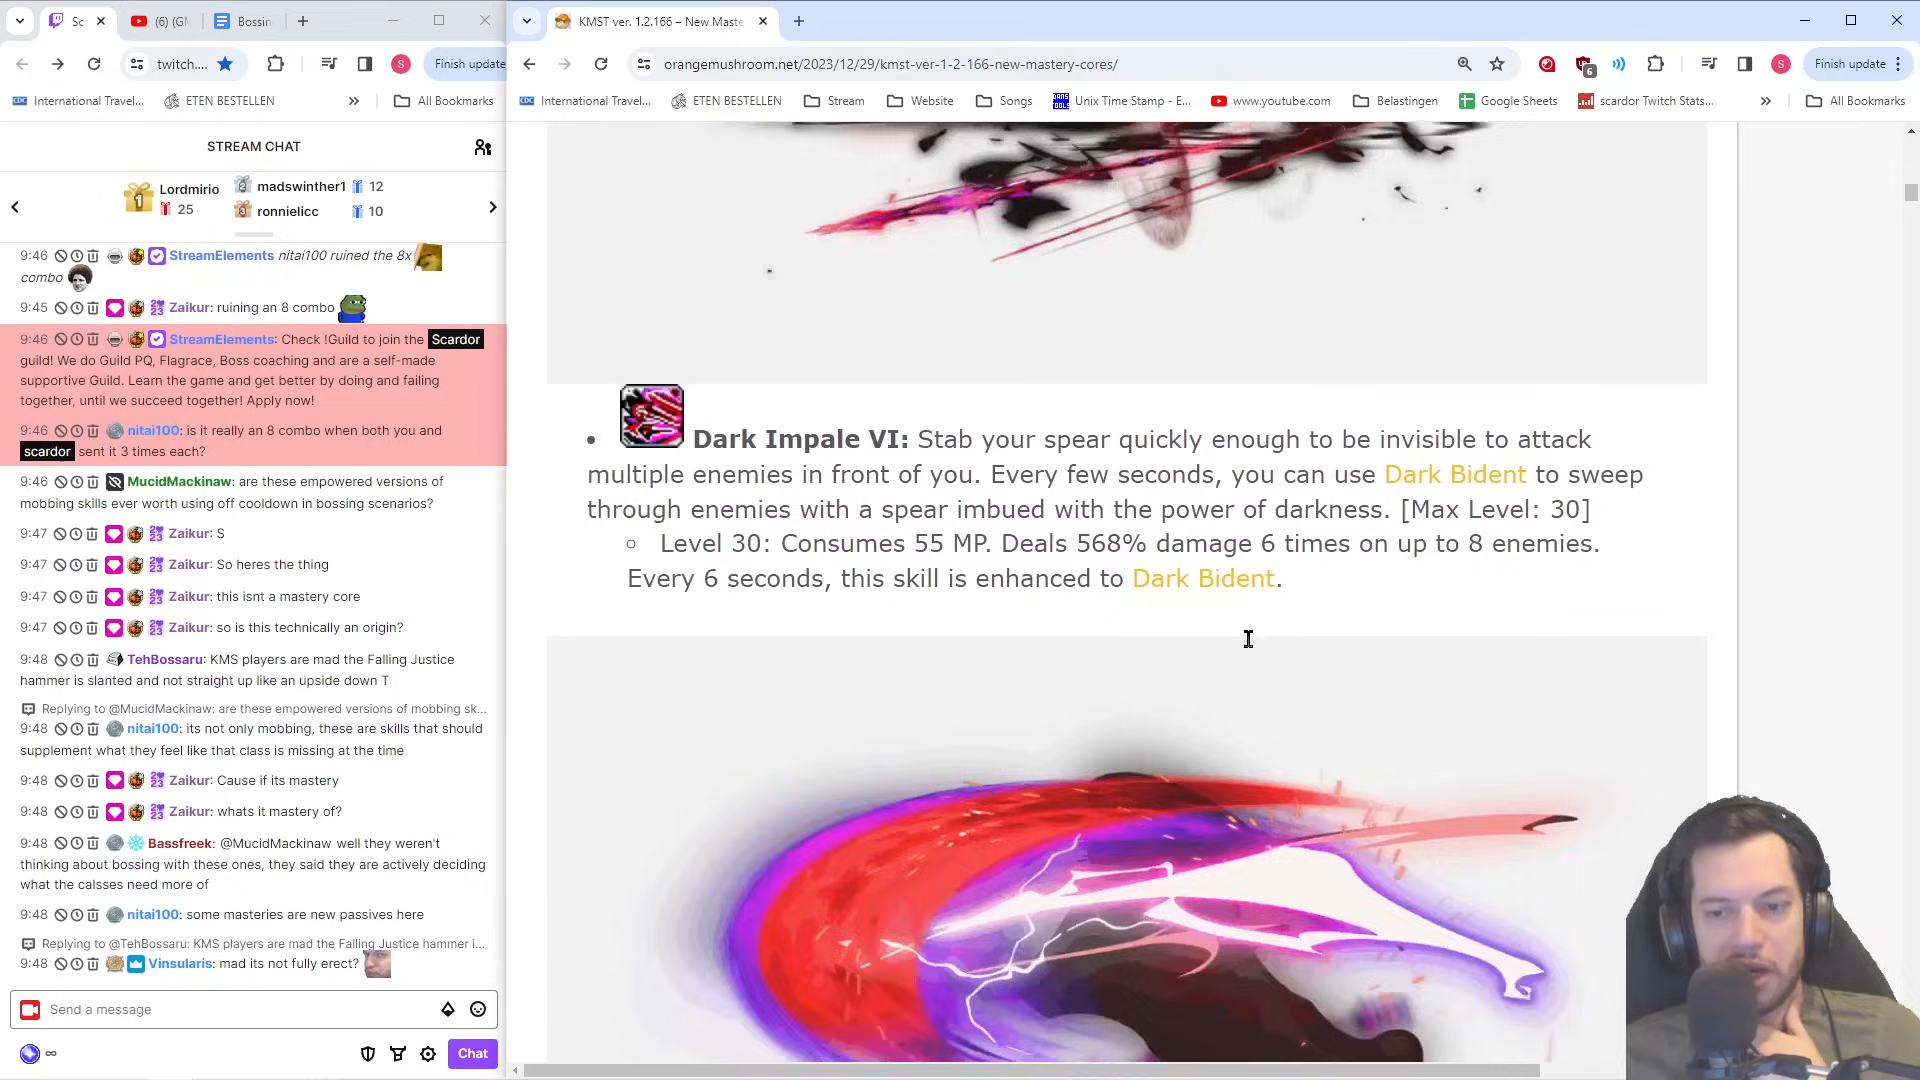 Sc
(6) (GM
Bossin
KMST ver. 1.2.166 – New Maste
twitch....
S
Finish update
orangemushroom.net/2023/12/29/kmst-ver-1-2-166-new-mastery-cores/
6
S
Finish update
International Travel...
ETEN BESTELLEN
All Bookmarks
International Travel...
ETEN BESTELLEN
Stream
Website
Songs
Unix Time Stamp - E...
www.youtube.com
Belastingen
Google Sheets
scardor Twitch Stats...
All Bookmarks
STREAM CHAT
1
Lordmirio
25
2
madswinther1
12
3
ronnielicc
10
9:46 StreamElements nitai100 ruined the 8x
combo
9:45 Zaikur: ruining an 8 combo
9:46 StreamElements: Check !Guild to join the Scardor
guild! We do Guild PQ, Flagrace, Boss coaching and are a self-made
supportive Guild. Learn the game and get better by doing and failing
together, until we succeed together! Apply now!
9:46 nitai100: is it really an 8 combo when both you and
scardor sent it 3 times each?
9:46 MucidMackinaw: are these empowered versions of
mobbing skills ever worth using off cooldown in bossing scenarios?
9:47 Zaikur: S
9:47 Zaikur: So heres the thing
9:47 Zaikur: this isnt a mastery core
9:47 Zaikur: so is this technically an origin?
9:48 TehBossaru: KMS players are mad the Falling Justice
hammer is slanted and not straight up like an upside down T
Replying to @MucidMackinaw: are these empowered versions of mobbing sk...
9:48 nitai100: its not only mobbing, these are skills that should
supplement what they feel like that class is missing at the time
9:48 Zaikur: Cause if its mastery
9:48 Zaikur: whats it mastery of?
9:48 Bassfreek: @MucidMackinaw well they weren't
thinking about bossing with these ones, they said they are actively deciding
what the calsses need more of
9:48 nitai100: some masteries are new passives here
Replying to @TehBossaru: KMS players are mad the Falling Justice hammer i...
9:48 Vinsularis: mad its not fully erect?
Send a message
∞
Chat
• Dark Impale VI: Stab your spear quickly enough to be invisible to attack
multiple enemies in front of you. Every few seconds, you can use Dark Bident to sweep
through enemies with a spear imbued with the power of darkness. [Max Level: 30]
○ Level 30: Consumes 55 MP. Deals 568% damage 6 times on up to 8 enemies.
Every 6 seconds, this skill is enhanced to Dark Bident.